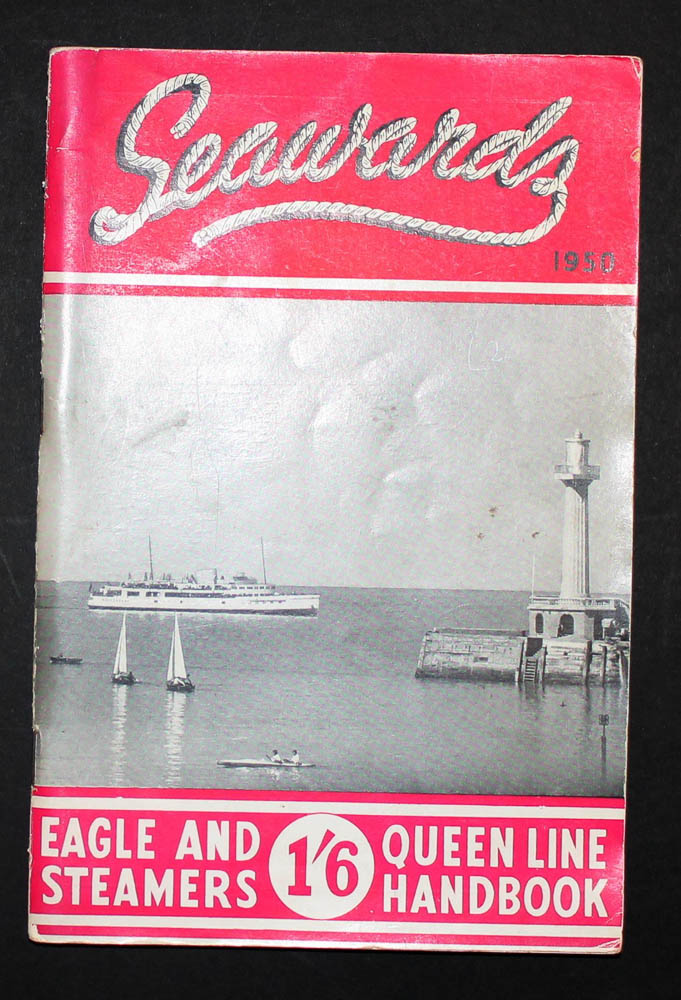 Seawards
1950
EAGLE AND QUEEN LINE
1'6
STEAMERS HANDBOOK